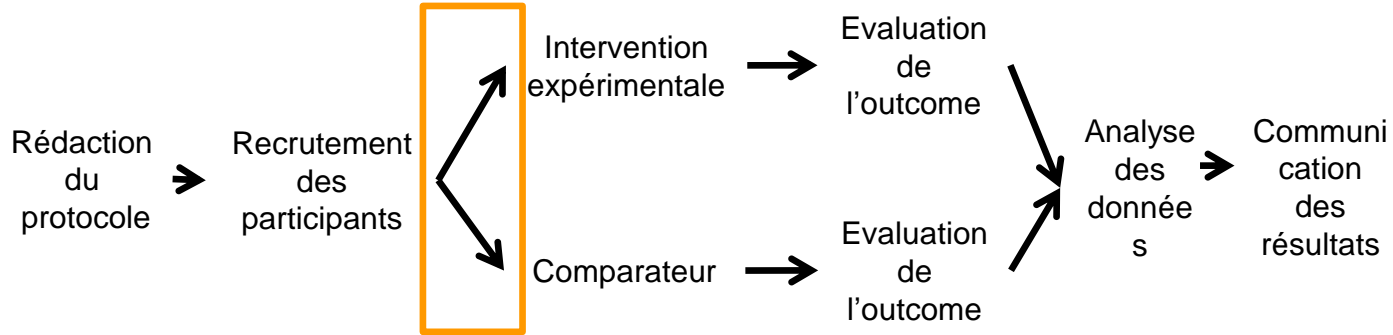 Rédaction
du
protocole
Recrutement
des
participants
Intervention
expérimentale
Evaluation
de
l’outcome
Comparateur
Evaluation
de
l’outcome
Analyse
des
donnée
s
Communi
cation
des
résultats